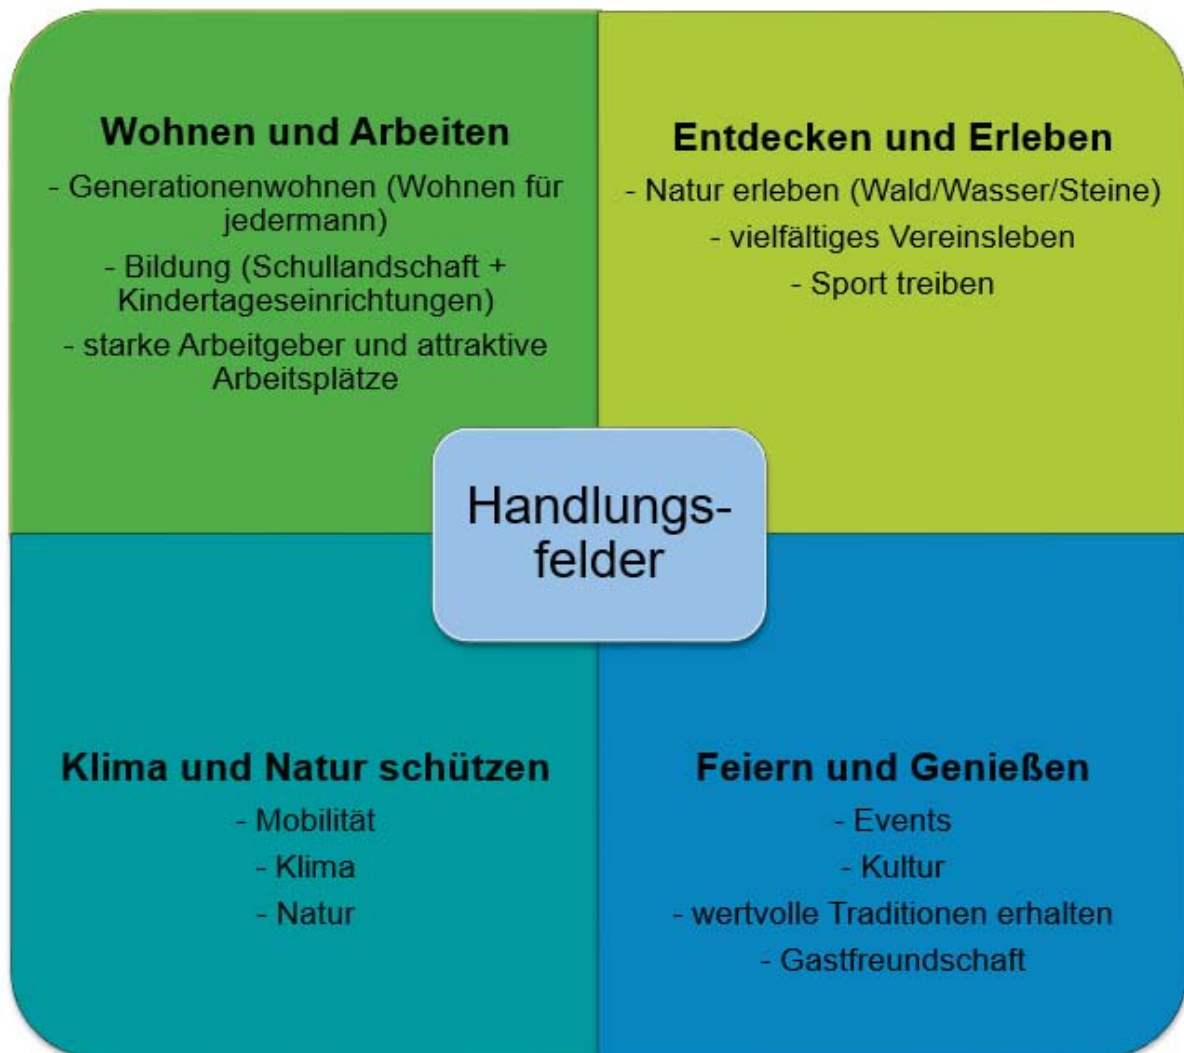 Wohnen und Arbeiten
- Generationenwohnen (Wohnen für
jedermann)
- Bildung (Schullandschaft +
Kindertageseinrichtungen)
- starke Arbeitgeber und attraktive
Arbeitsplätze
Entdecken und Erleben
- Natur erleben (Wald/Wasser/Steine)
- vielfältiges Vereinsleben
- Sport treiben
Handlungs-
felder
Klima und Natur schützen
- Mobilität
- Klima
- Natur
Feiern und Genießen
- Events
- Kultur
- wertvolle Traditionen erhalten
- Gastfreundschaft